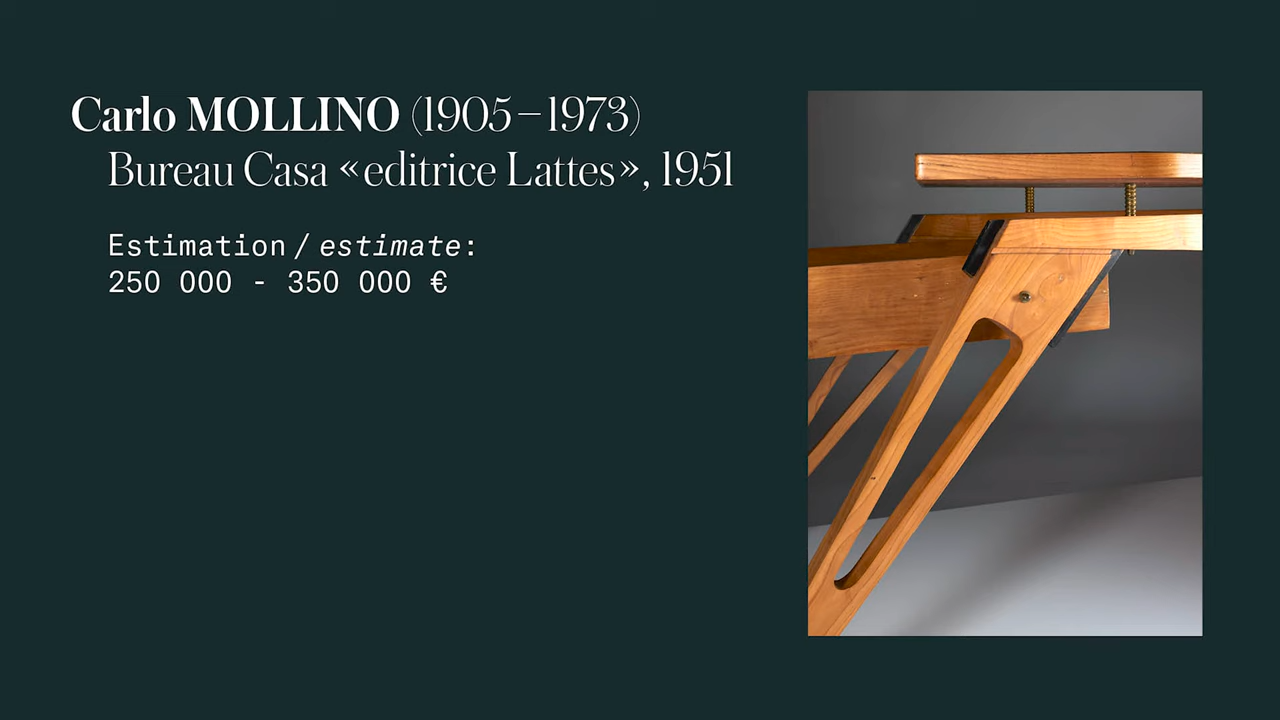 Carlo MOLLINO (1905–1973)
Bureau Casa «editrice Lattes», 1951
Estimation / estimate:
250 000 - 350 000 €